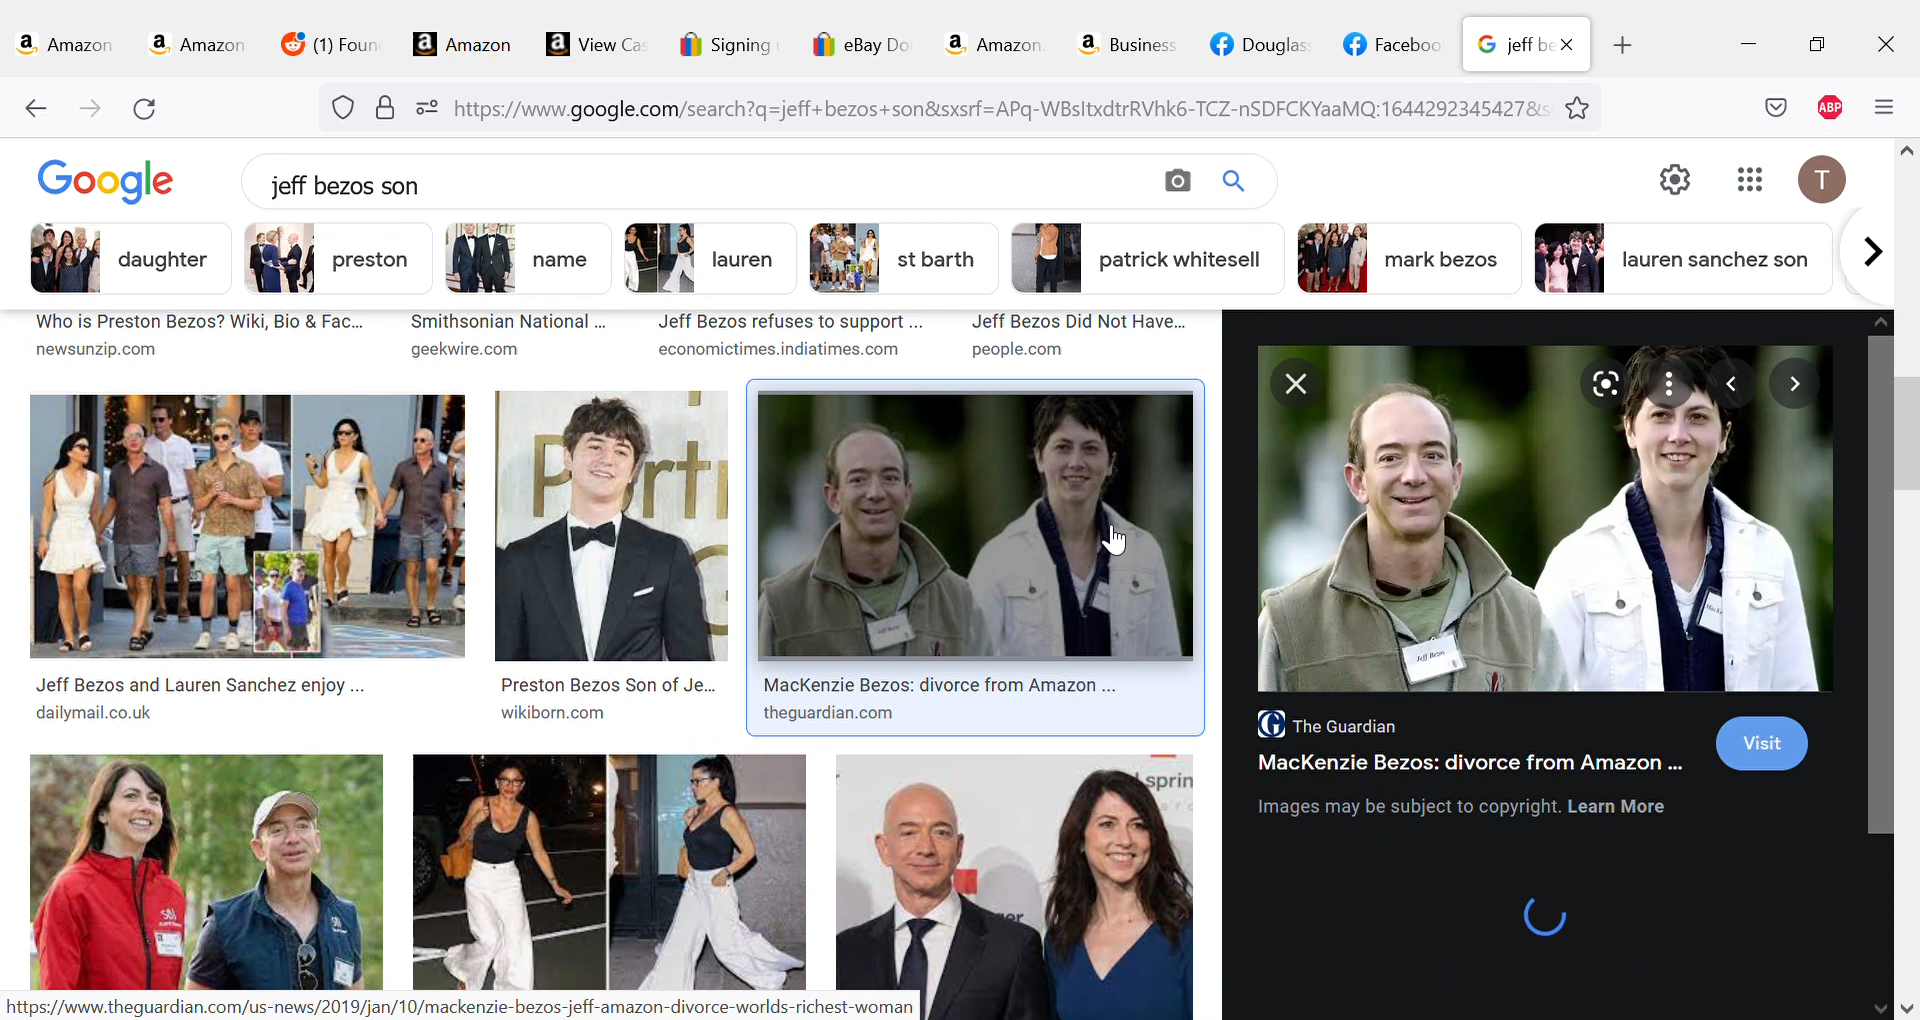 Amazon
Amazon
(1) Foun
Amazon
View Cas
Signing
eBay Do
Amazon
Business
Douglas
Faceboo
jeff be
https://www.google.com/search?q=jeff+bezos+son&sxsrf=APq-WBsItxdtrRVhk6-TCZ-nSDFCKYaaMQ:1644292345427&s
ABP
Google
jeff bezos son
T
daughter
preston
name
lauren
st barth
patrick whitesell
mark bezos
lauren sanchez son
Who is Preston Bezos? Wiki, Bio & Fac...
newsunzip.com
Smithsonian National ...
geekwire.com
Jeff Bezos refuses to support ...
economictimes.indiatimes.com
Jeff Bezos Did Not Have...
people.com
Jeff Bezos and Lauren Sanchez enjoy ...
dailymail.co.uk
Preston Bezos Son of Je...
wikiborn.com
MacKenzie Bezos: divorce from Amazon ...
theguardian.com
Jeff Bezos
The Guardian
MacKenzie Bezos: divorce from Amazon ...
Visit
Images may be subject to copyright. Learn More
https://www.theguardian.com/us-news/2019/jan/10/mackenzie-bezos-jeff-amazon-divorce-worlds-richest-woman